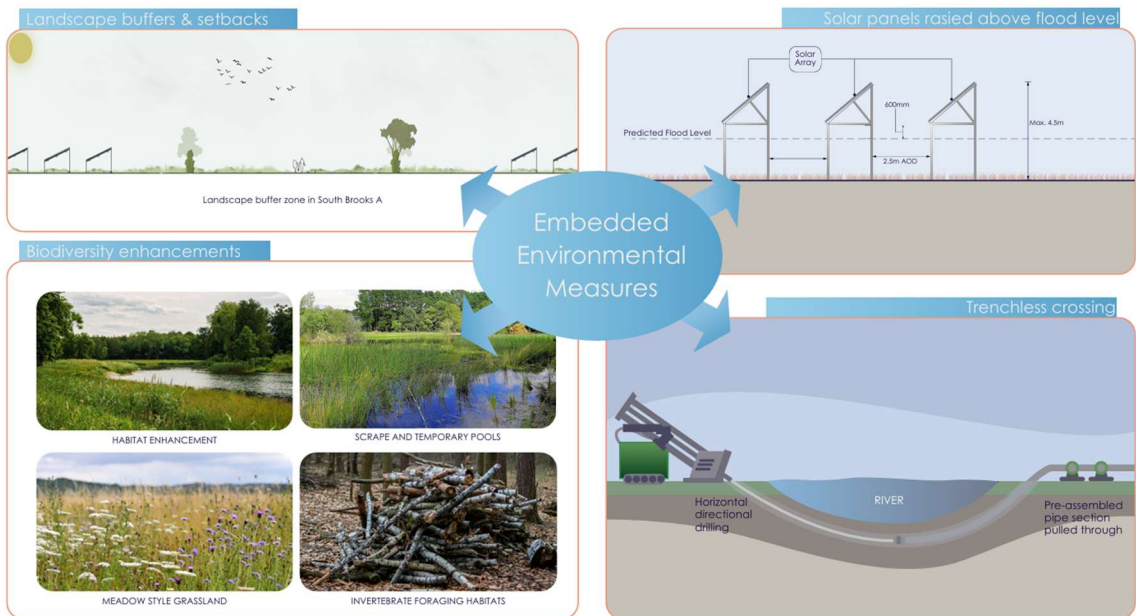 Landscape buffers & setbacks
Landscape buffer zone in South Brooks A
Solar panels rasied above flood level
Solar
Array
600mm
Predicted Flood Level
Max. 4.5m
2.5m AOD
Embedded
Environmental
Measures
Biodiversity enhancements
HABITAT ENHANCEMENT
SCRAPE AND TEMPORARY POOLS
MEADOW STYLE GRASSLAND
INVERTEBRATE FORAGING HABITATS
Trenchless crossing
Horizontal
directional
drilling
RIVER
Pre-assembled
pipe section
pulled through